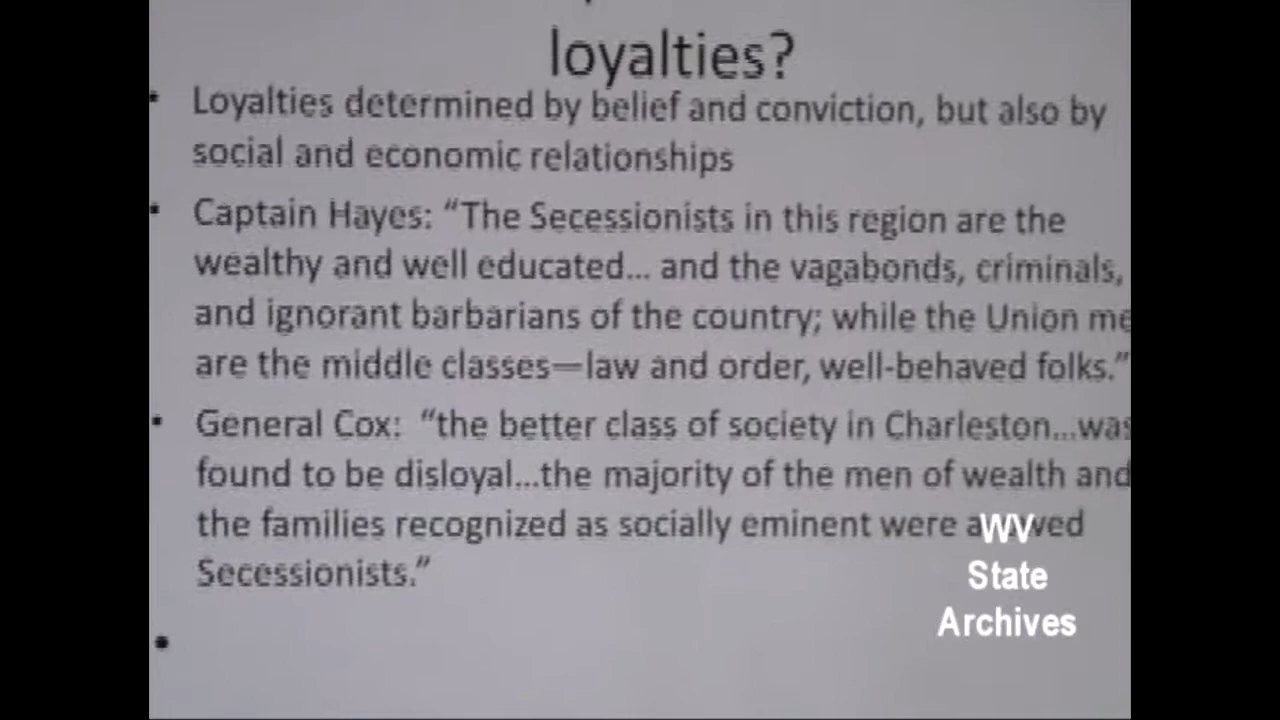 loyalties?
• Loyalties determined by belief and conviction, but also by
social and economic relationships
• Captain Hayes: “The Secessionists in this region are the
wealthy and well educated... and the vagabonds, criminals,
and ignorant barbarians of the country; while the Union me
are the middle classes—law and order, well-behaved folks.”
• General Cox: “the better class of society in Charleston...was
found to be disloyal...the majority of the men of wealth and
the families recognized as socially eminent were
Secessionists.”
•
WV
State
Archives